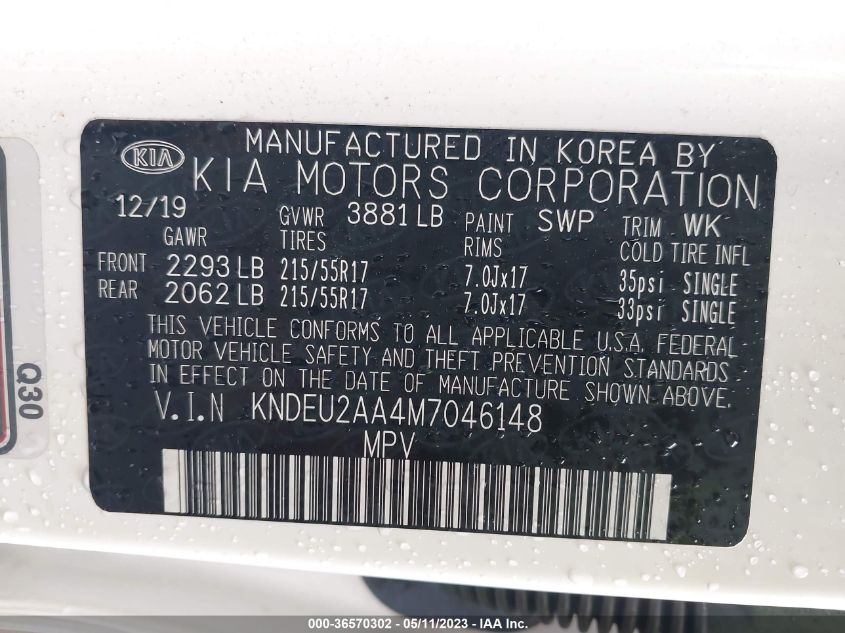 KIA
MANUFACTURED IN KOREA BY
KIA MOTORS CORPORATION
12/19 GVWR 3881 LB PAINT SWP TRIM WK
GAWR TIRES RIMS COLD TIRE INFL
FRONT 2293 LB 215/55R17 7.0Jx17 35psi SINGLE
REAR 2062 LB 215/55R17 7.0Jx17 33psi SINGLE
THIS VEHICLE CONFORMS TO ALL APPLICABLE U.S.A. FEDERAL
MOTOR VEHICLE SAFETY AND THEFT PREVENTION STANDARDS
IN EFFECT ON THE DATE OF MANUFACTURE SHOWN ABOVE.
V.I.N KNDEU2AA4M7046148
MPV
Q30
000-36570302 - 05/11/2023 - IAAI.com